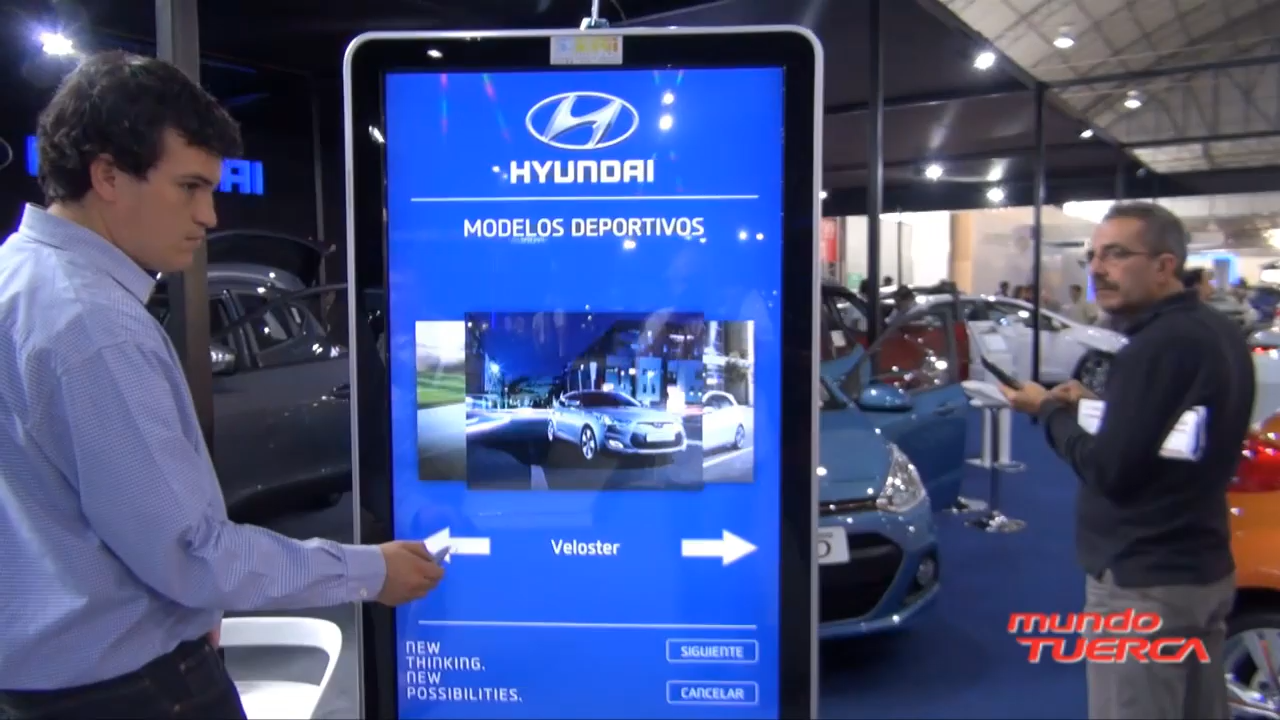 HYUNDAI
MODELOS DEPORTIVOS
Veloster
NEW
THINKING.
NEW
POSSIBILITIES.
SIGUIENTE
CANCELAR
mundo
TUERCA